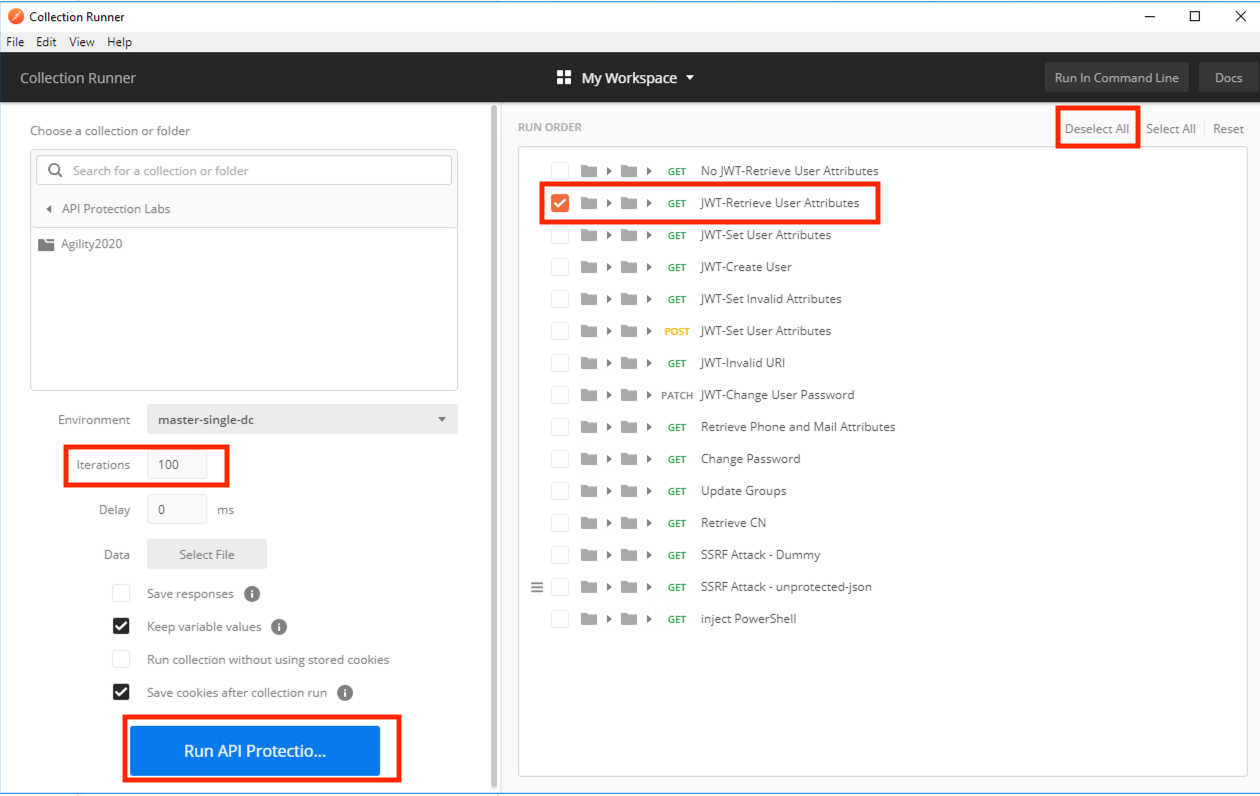 Collection Runner
File Edit View Help
Collection Runner
My Workspace
Run In Command Line
Docs
Choose a collection or folder
Search for a collection or folder
API Protection Labs
Agility2020
Environment master-single-dc
Iterations 100
Delay 0 ms
Data Select File
Save responses
Keep variable values
Run collection without using stored cookies
Save cookies after collection run
Run API Protectio...
RUN ORDER
Deselect All Select All Reset
GET No JWT-Retrieve User Attributes
GET JWT-Retrieve User Attributes
GET JWT-Set User Attributes
GET JWT-Create User
GET JWT-Set Invalid Attributes
POST JWT-Set User Attributes
GET JWT-Invalid URI
PATCH JWT-Change User Password
GET Retrieve Phone and Mail Attributes
GET Change Password
GET Update Groups
GET Retrieve CN
GET SSRF Attack - Dummy
GET SSRF Attack - unprotected-json
GET inject PowerShell